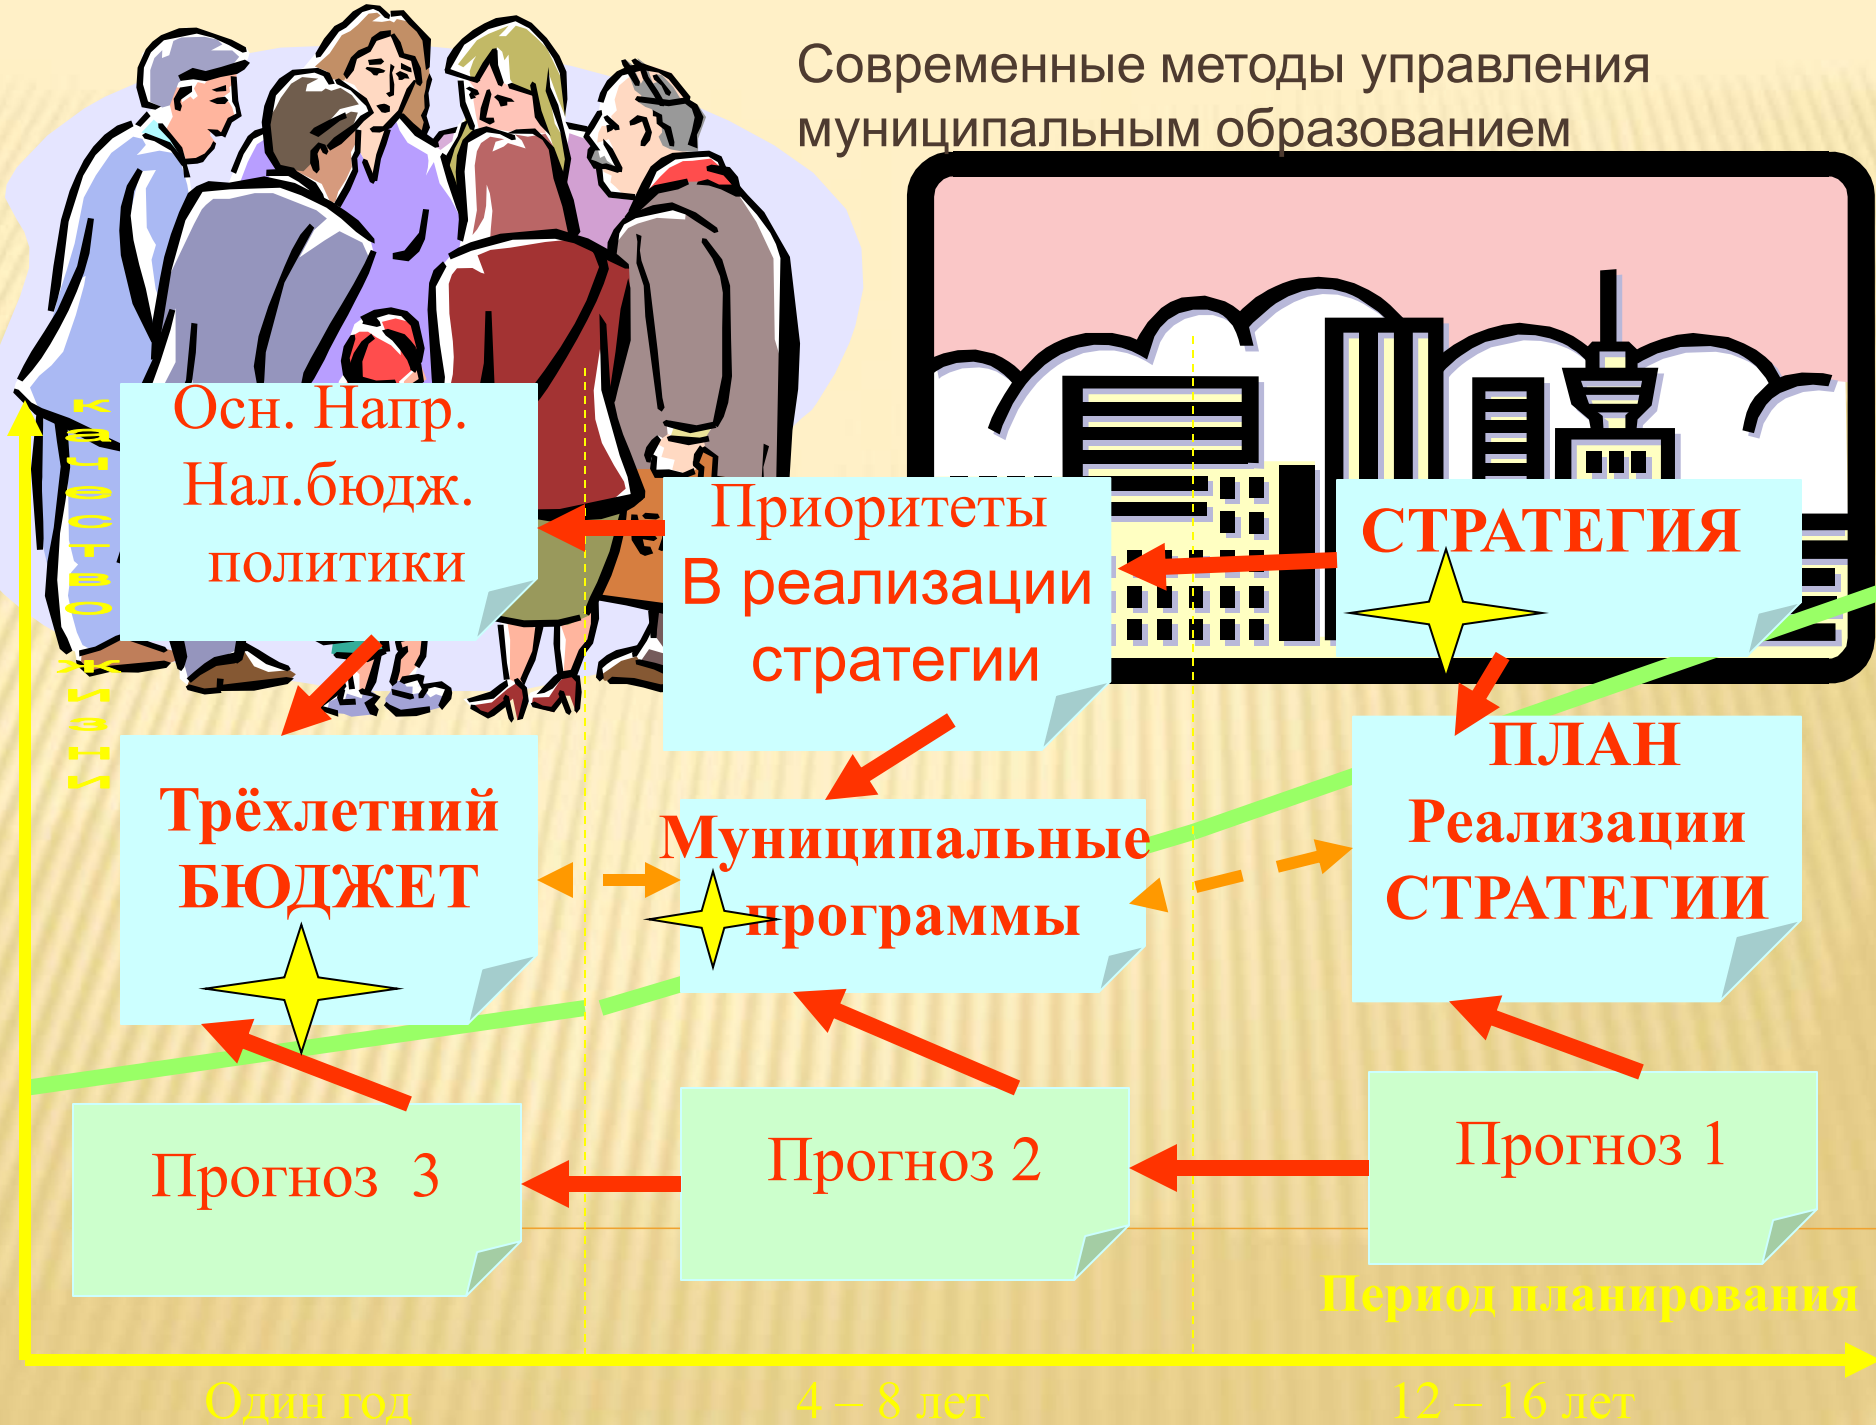 Современные методы управления
муниципальным образованием
качество жизни
Осн. Напр.
Нал.бюдж.
политики
Приоритеты
В реализации
стратегии
СТРАТЕГИЯ
Трёхлетний
БЮДЖЕТ
Муниципальные
программы
ПЛАН
Реализации
СТРАТЕГИИ
Прогноз 3
Прогноз 2
Прогноз 1
Период планирования
Один год
4 – 8 лет
12 – 16 лет